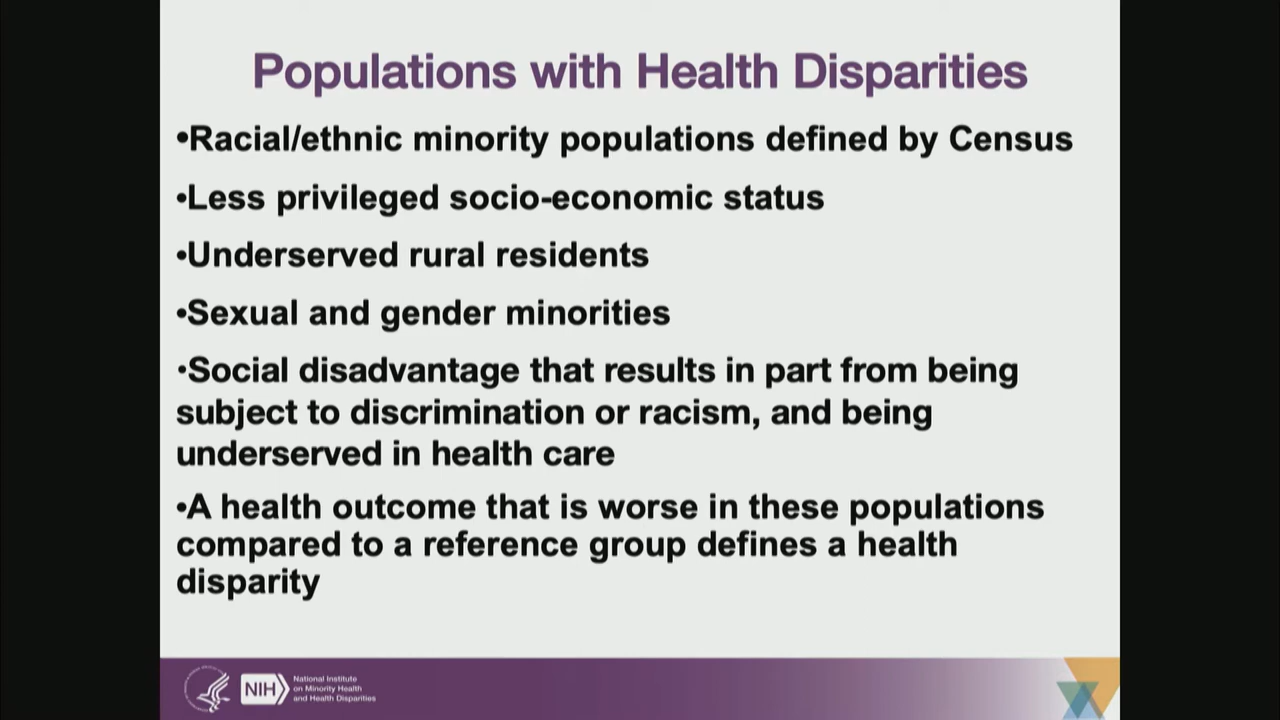 Populations with Health Disparities
•Racial/ethnic minority populations defined by Census
•Less privileged socio-economic status
•Underserved rural residents
•Sexual and gender minorities
•Social disadvantage that results in part from being
subject to discrimination or racism, and being
underserved in health care
•A health outcome that is worse in these populations
compared to a reference group defines a health
disparity
NIH
National Institute
on Minority Health
and Health Disparities